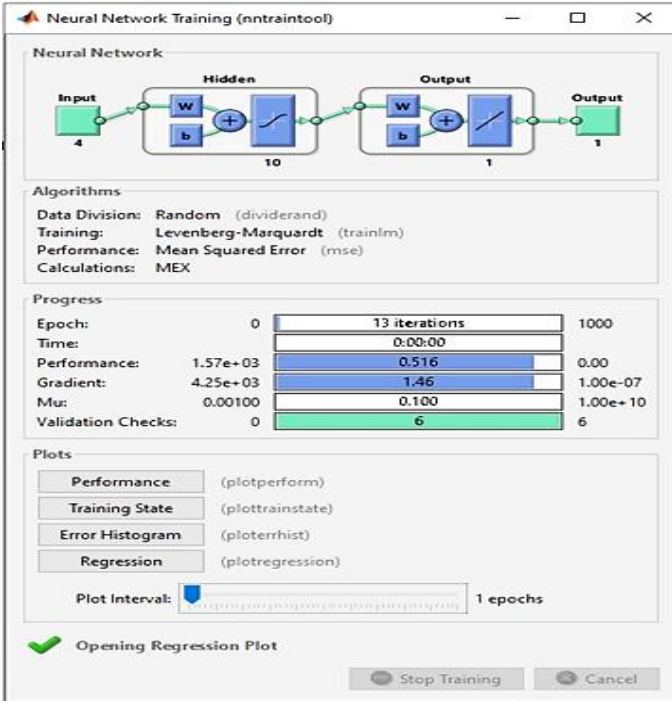 Neural Network Training (nntraintool)
Neural Network
Hidden
Output
Input
Output
W
b
+
W
b
+
4
10
1
1
Algorithms
Data Division: Random (dividerand)
Training: Levenberg-Marquardt (trainlm)
Performance: Mean Squared Error (mse)
Calculations: MEX
Progress
Epoch: 0 13 iterations 1000
Time: 0:00:00
Performance: 1.57e+03 0.516 0.00
Gradient: 4.25e+03 1.46 1.00e-07
Mu: 0.00100 0.100 1.00e+10
Validation Checks: 0 6 6
Plots
Performance (plotperform)
Training State (plottrainstate)
Error Histogram (ploterrhist)
Regression (plotregression)
Plot Interval: 1 epochs
Opening Regression Plot
Stop Training Cancel